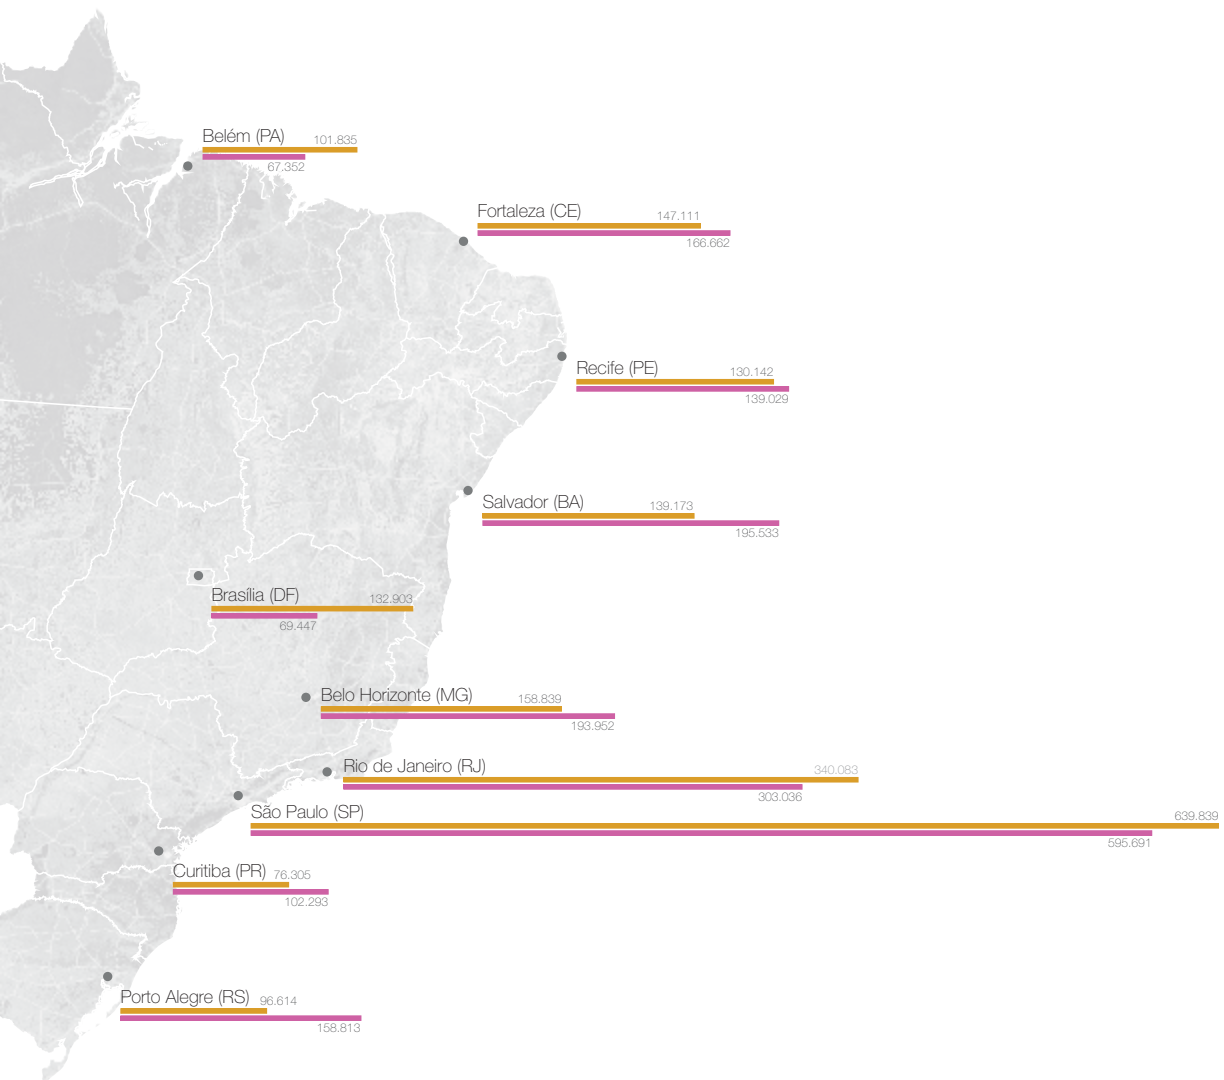 Belém (PA) 101.835
67.352
Fortaleza (CE) 147.111
166.662
Recife (PE) 130.142
139.029
Salvador (BA) 139.173
195.533
Brasília (DF) 132.903
69.447
Belo Horizonte (MG) 158.839
193.952
Rio de Janeiro (RJ) 340.083
303.036
São Paulo (SP) 639.839
595.691
Curitiba (PR) 76.305
102.293
Porto Alegre (RS) 96.614
158.813